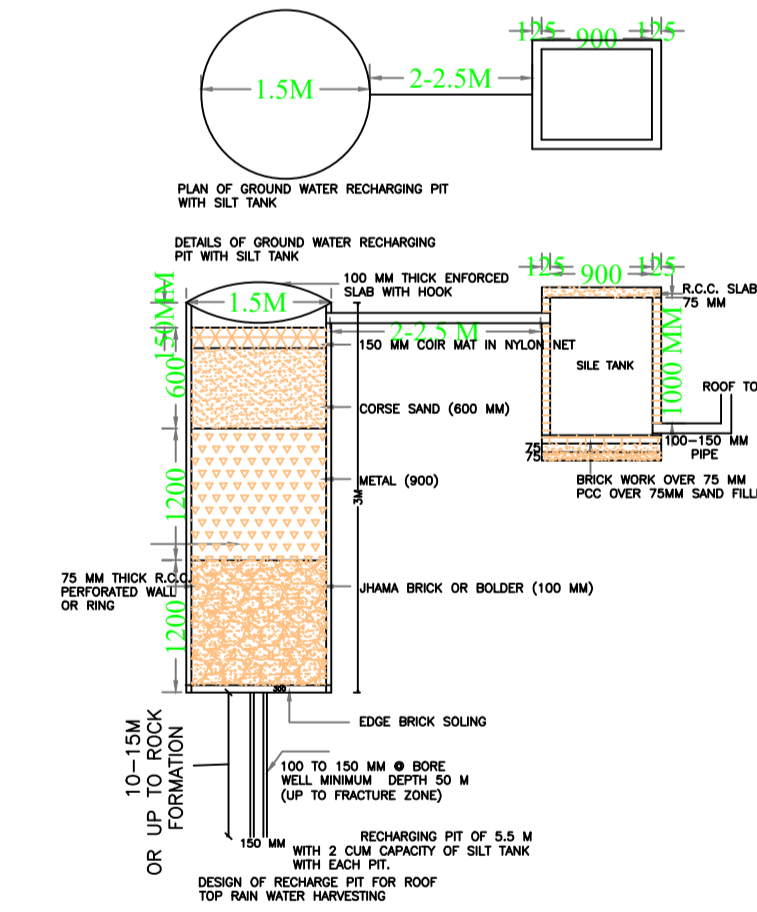 125
900
125
1.5M
2-2.5M
PLAN OF GROUND WATER RECHARGING PIT
WITH SILT TANK
DETAILS OF GROUND WATER RECHARGING
PIT WITH SILT TANK
125
900
125
100 MM THICK ENFORCED
SLAB WITH HOOK
R.C.C. SLAB
75 MM
1.5M
150MM
2-2.5 M
150 MM COIR MAT IN NYLON NET
1000 MM
SILE TANK
600
ROOF TO
CORSE SAND (600 MM)
100-150 MM
PIPE
75
75
BRICK WORK OVER 75 MM
PCC OVER 75MM SAND FILL
1200
METAL (900)
3M
75 MM THICK R.C.C.
PERFORATED WALL
OR RING
JHAMA BRICK OR BOLDER (100 MM)
1200
300
EDGE BRICK SOLING
10-15M
OR UP TO ROCK
FORMATION
100 TO 150 MM @ BORE
WELL MINIMUM DEPTH 50 M
(UP TO FRACTURE ZONE)
150 MM
RECHARGING PIT OF 5.5 M
WITH 2 CUM CAPACITY OF SILT TANK
WITH EACH PIT.
DESIGN OF RECHARGE PIT FOR ROOF
TOP RAIN WATER HARVESTING